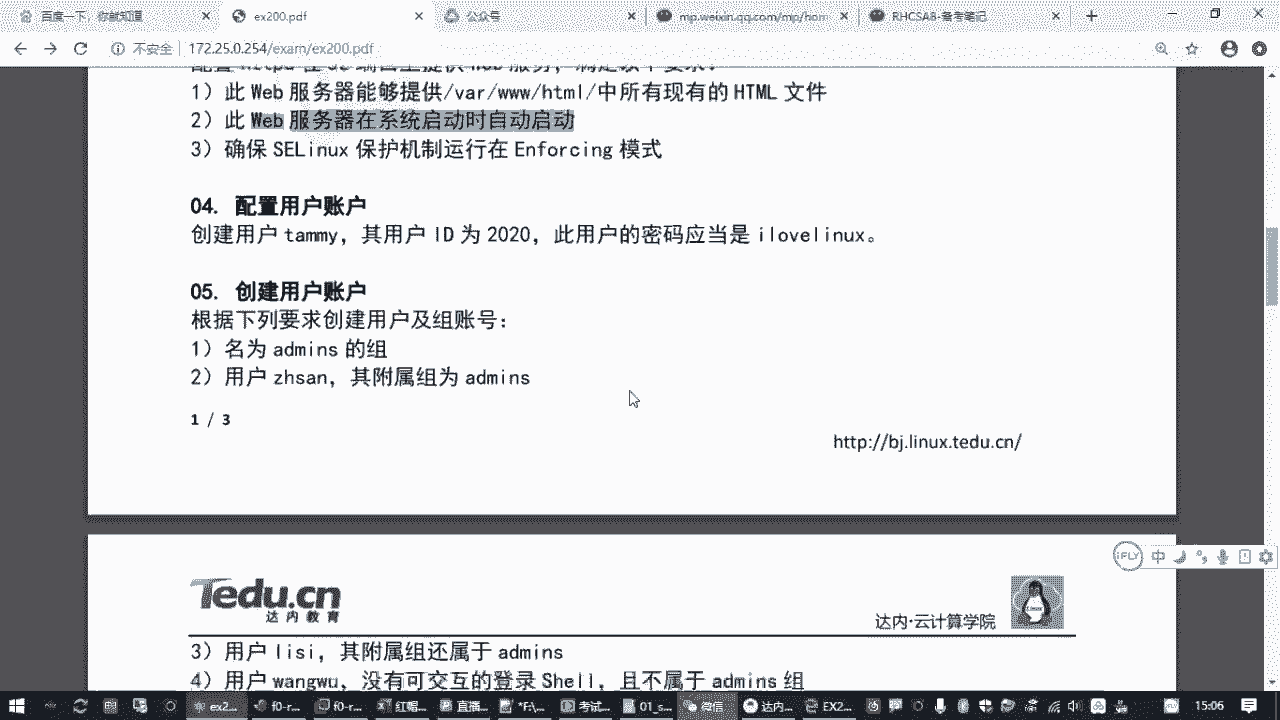 百度一下，你就知道
ex200.pdf
公众号
mp.weixin.qq.com/mp/hom
RHCSA8-备考笔记
不安全
172.25.0.254/exam/ex200.pdf
1）此 Web 服务器能够提供/var/www/html/中所有现有的 HTML 文件
2）此 Web 服务器在系统启动时自动启动
3）确保 SELinux 保护机制运行在 Enforcing 模式
04. 配置用户账户
创建用户 tammy，其用户 ID 为 2020，此用户的密码应当是 ilovelinux。
05. 创建用户账户
根据下列要求创建用户及组账号：
1）名为 admins 的组
2）用户 zhsan，其附属组为 admins
1 / 3
http://bj.linux.tedu.cn/
iFLY
中
Tedu.cn
达内教育
达内·云计算学院
3）用户 lisi，其附属组还属于 admins
4）用户 wangwu，没有可交互的登录 Shell，且不属于 admins 组
ex2...
f0-r...
f0-r...
红帽...
直播...
*F:\...
考试...
01_s...
微信
达内...
EX2...
15:06